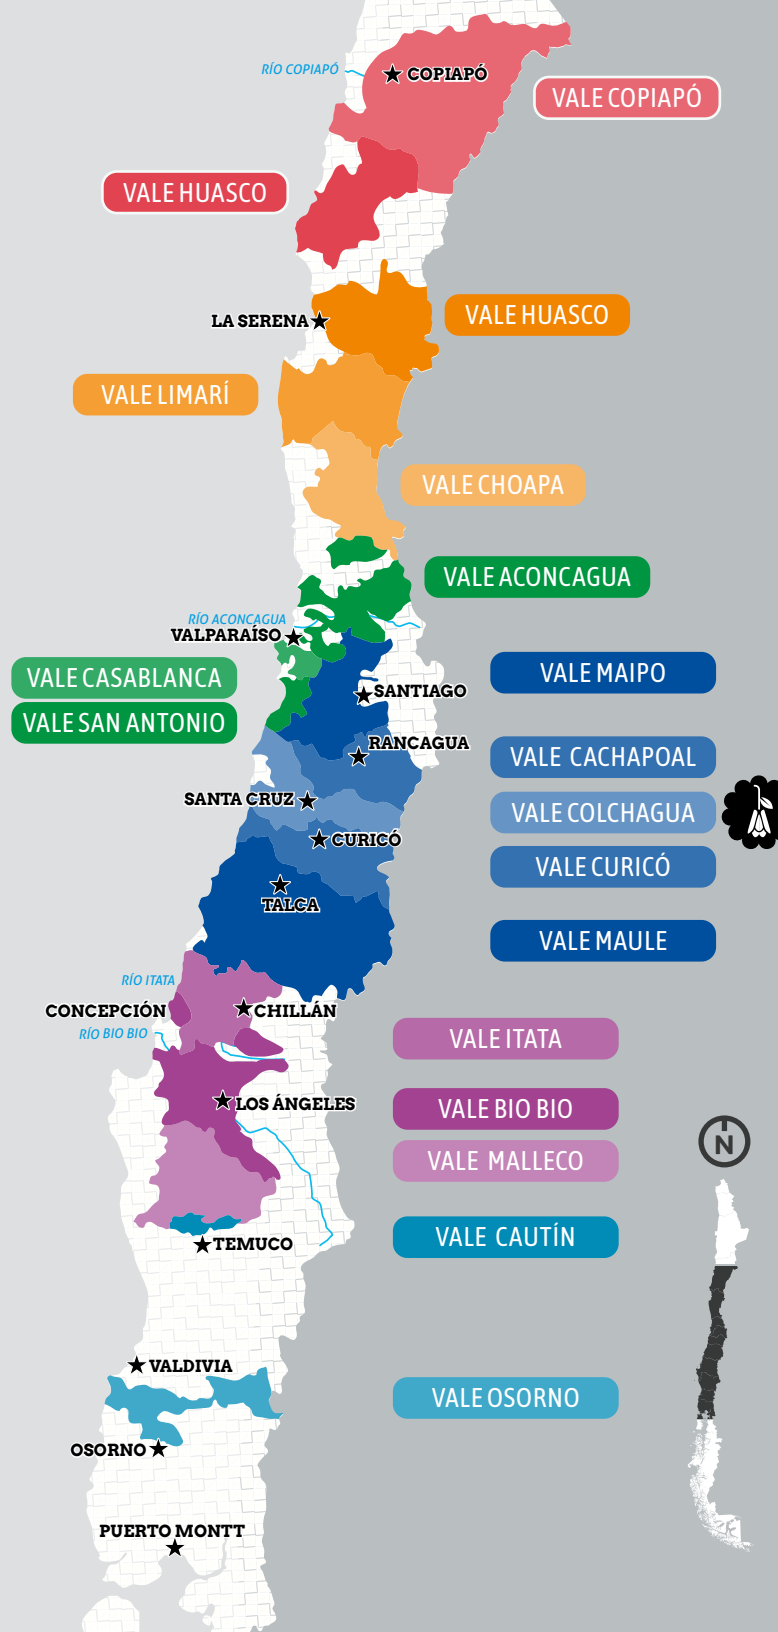 RÍO COPIAPÓ
COPIAPÓ
VALE COPIAPÓ
VALE HUASCO
LA SERENA
VALE HUASCO
VALE LIMARÍ
VALE CHOAPA
VALE ACONCAGUA
RÍO ACONCAGUA
VALPARAÍSO
VALE CASABLANCA
VALE MAIPO
SANTIAGO
VALE SAN ANTONIO
RANCAGUA
VALE CACHAPOAL
SANTA CRUZ
VALE COLCHAGUA
CURICÓ
VALE CURICÓ
TALCA
VALE MAULE
RÍO ITATA
CONCEPCIÓN
CHILLÁN
RÍO BIO BIO
VALE ITATA
LOS ÁNGELES
VALE BIO BIO
N
VALE MALLECO
VALE CAUTÍN
TEMUCO
VALDIVIA
VALE OSORNO
OSORNO
PUERTO MONTT